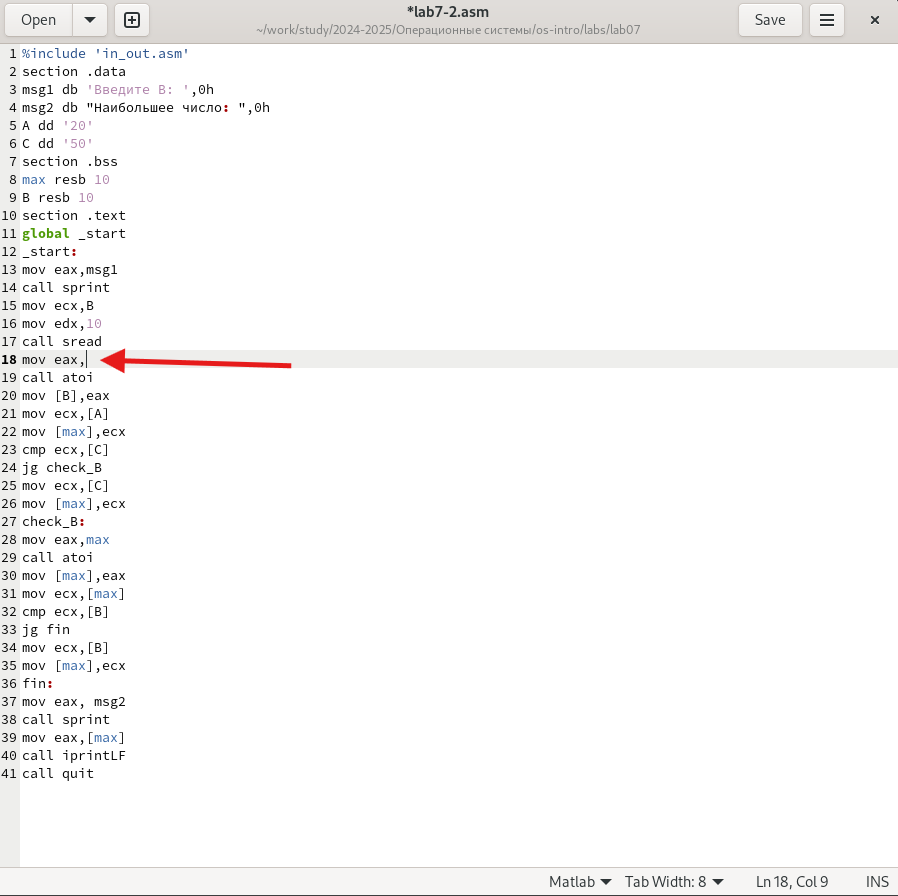 Open
*lab7-2.asm
~/work/study/2024-2025/Операционные системы/os-intro/labs/lab07
Save
1 %include 'in_out.asm'
2 section .data
3 msg1 db 'Введите B: ',0h
4 msg2 db "Наибольшее число: ",0h
5 A dd '20'
6 C dd '50'
7 section .bss
8 max resb 10
9 B resb 10
10 section .text
11 global _start
12 _start:
13 mov eax,msg1
14 call sprint
15 mov ecx,B
16 mov edx,10
17 call sread
18 mov eax,
19 call atoi
20 mov [B],eax
21 mov ecx,[A]
22 mov [max],ecx
23 cmp ecx,[C]
24 jg check_B
25 mov ecx,[C]
26 mov [max],ecx
27 check_B:
28 mov eax,max
29 call atoi
30 mov [max],eax
31 mov ecx,[max]
32 cmp ecx,[B]
33 jg fin
34 mov ecx,[B]
35 mov [max],ecx
36 fin:
37 mov eax, msg2
38 call sprint
39 mov eax,[max]
40 call iprintLF
41 call quit
Matlab Tab Width: 8 Ln 18, Col 9 INS